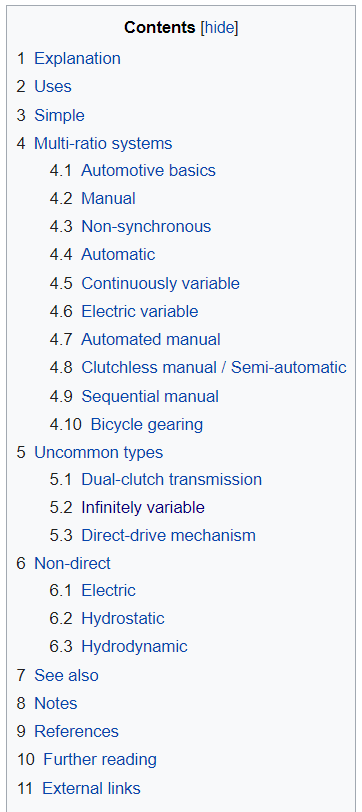 Contents [hide]
1 Explanation
2 Uses
3 Simple
4 Multi-ratio systems
4.1 Automotive basics
4.2 Manual
4.3 Non-synchronous
4.4 Automatic
4.5 Continuously variable
4.6 Electric variable
4.7 Automated manual
4.8 Clutchless manual / Semi-automatic
4.9 Sequential manual
4.10 Bicycle gearing
5 Uncommon types
5.1 Dual-clutch transmission
5.2 Infinitely variable
5.3 Direct-drive mechanism
6 Non-direct
6.1 Electric
6.2 Hydrostatic
6.3 Hydrodynamic
7 See also
8 Notes
9 References
10 Further reading
11 External links